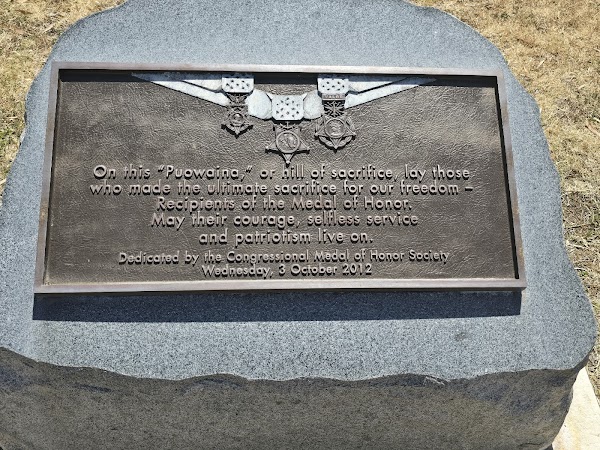 On this "Puowaina," or hill of sacrifice, lay those
who made the ultimate sacrifice for our freedom –
Recipients of the Medal of Honor.
May their courage, selfless service
and patriotism live on.
Dedicated by the Congressional Medal of Honor Society
Wednesday, 3 October 2012